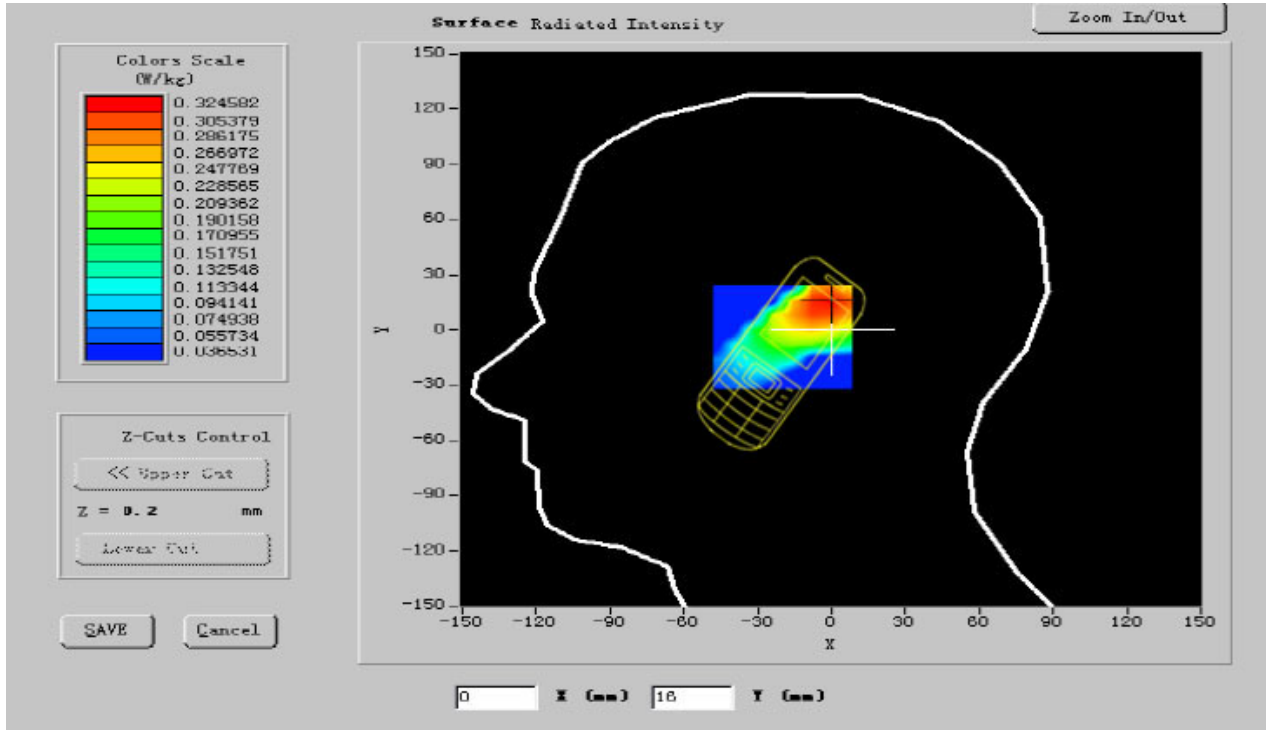 Surface Radiated Intensity
Zoom In/Out
Colors Scale
(W/kg)
0.324582
0.305379
0.286175
0.266972
0.247769
0.228565
0.209362
0.190158
0.170955
0.151751
0.132548
0.113344
0.094141
0.074938
0.055734
0.036531
Z-Cuts Control
<< Upper Cut
Z = 0.2 mm
Lower Cut
SAVE
Cancel
150
120
90
60
30
0
-30
-60
-90
-120
-150
Y
-150 -120 -90 -60 -30 0 30 60 90 120 150
X
0 X (mm) 16 Y (mm)